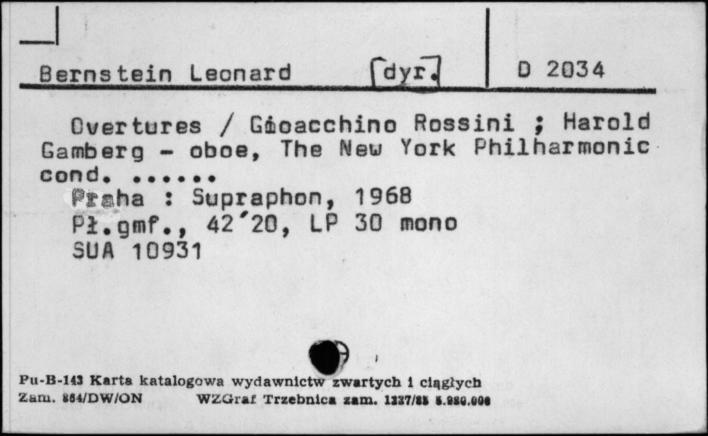 Bernstein Leonard [dyr.] D 2034
Overtures / Gioacchino Rossini ; Harold
Gamberg - oboe, The New York Philharmonic
cond. ......
Praha : Supraphon, 1968
Pł.gmf., 42´20, LP 30 mono
SUA 10931
Pu-B-143 Karta katalogowa wydawnictw zwartych i ciągłych
Zam. 864/DW/ON WZGraf Trzebnica zam. 1337/85 5.980.000